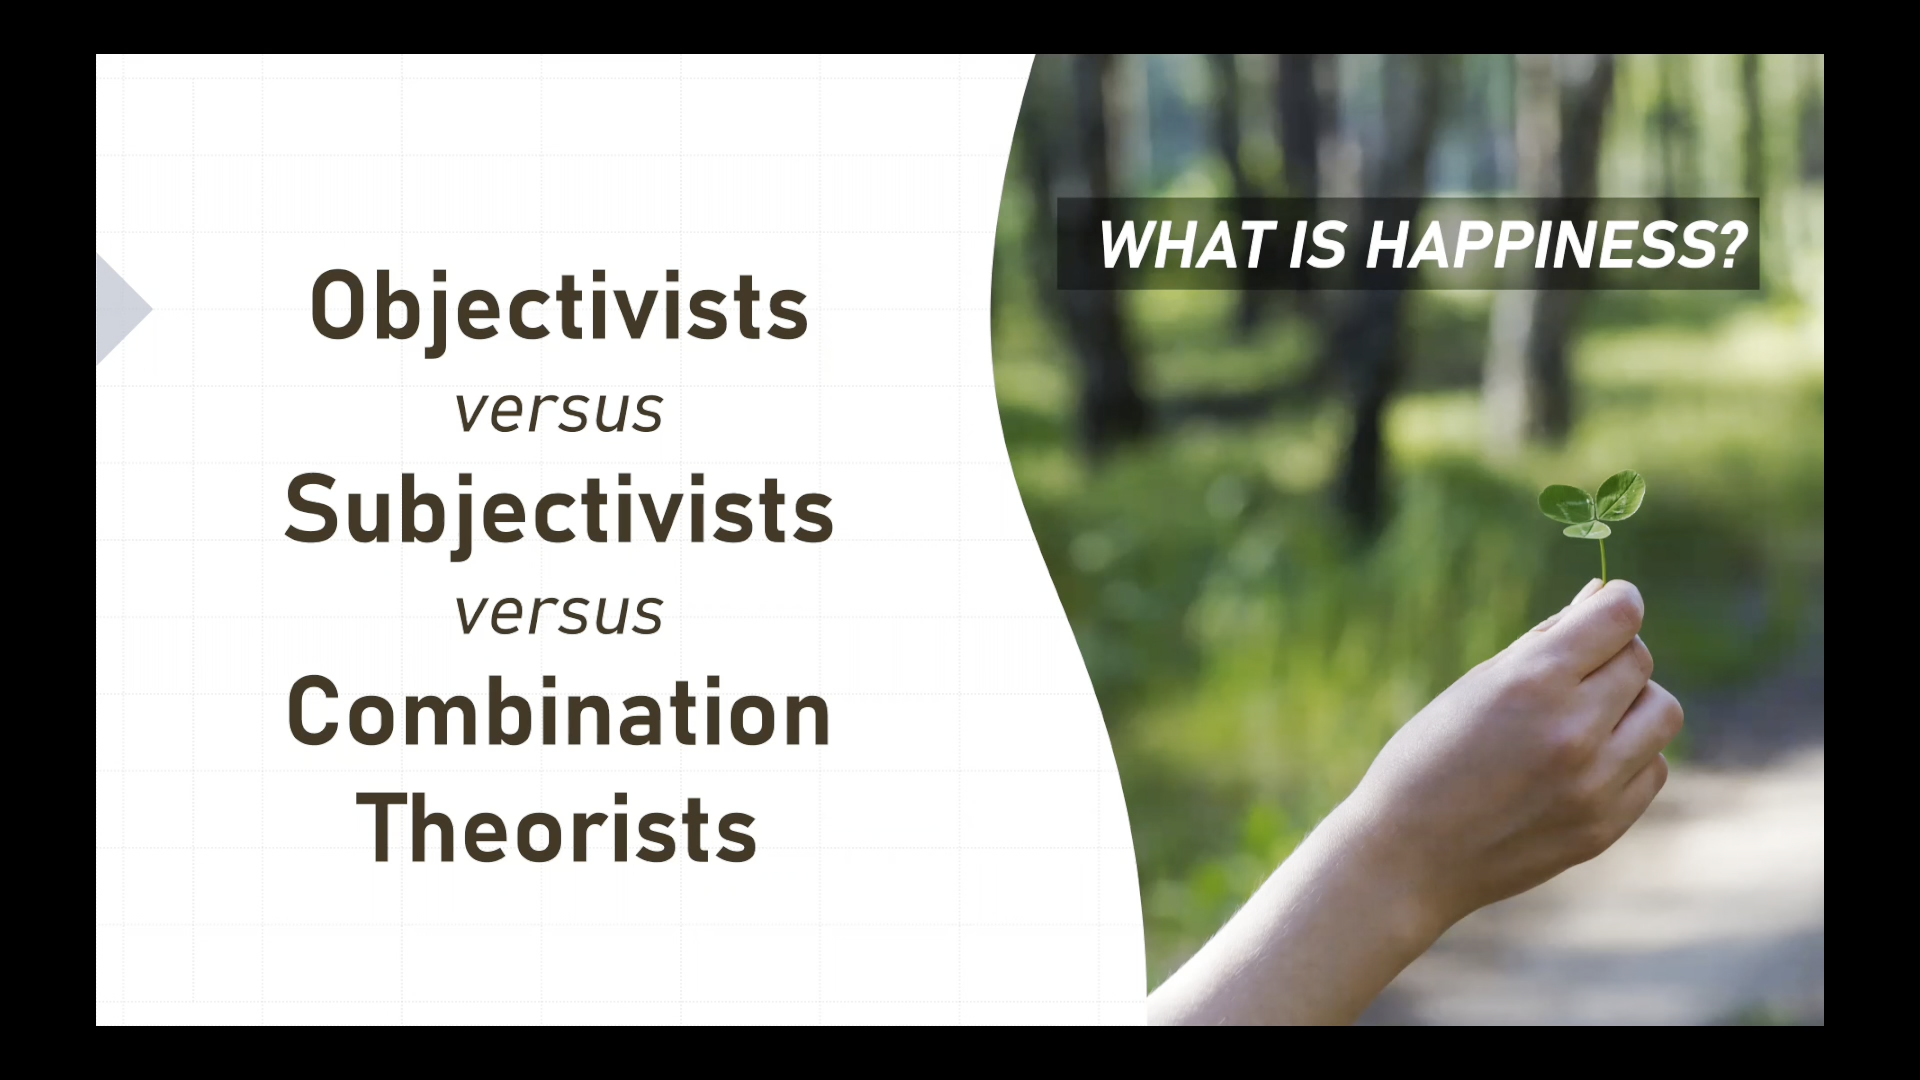 Objectivists
versus
Subjectivists
versus
Combination
Theorists
WHAT IS HAPPINESS?